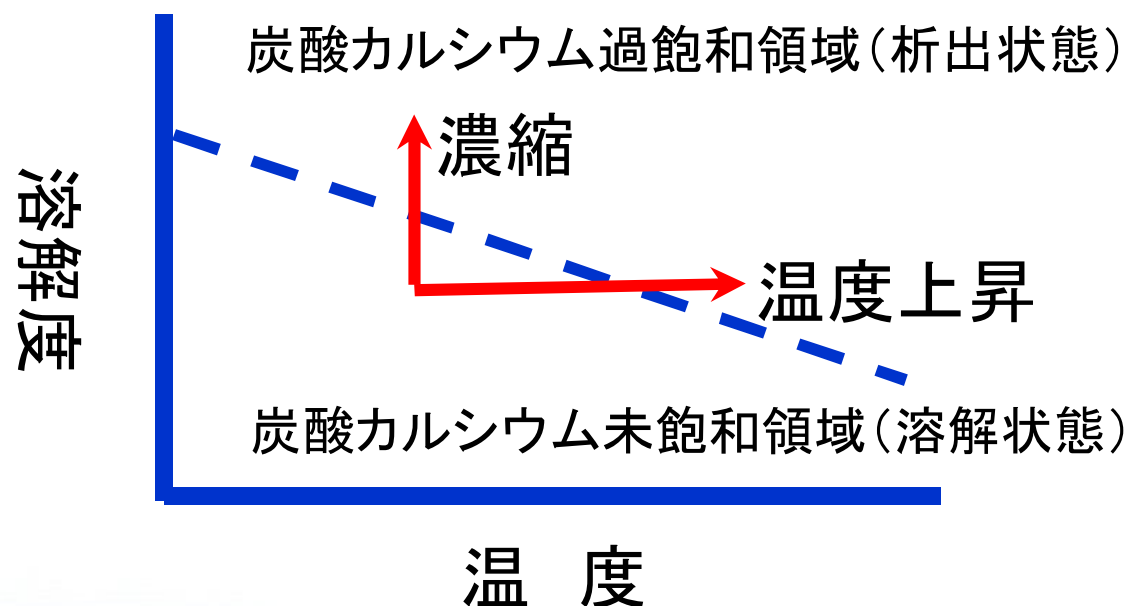 炭酸カルシウム過飽和領域（析出状態）
濃縮
溶解度
温度上昇
炭酸カルシウム未飽和領域（溶解状態）
温　度